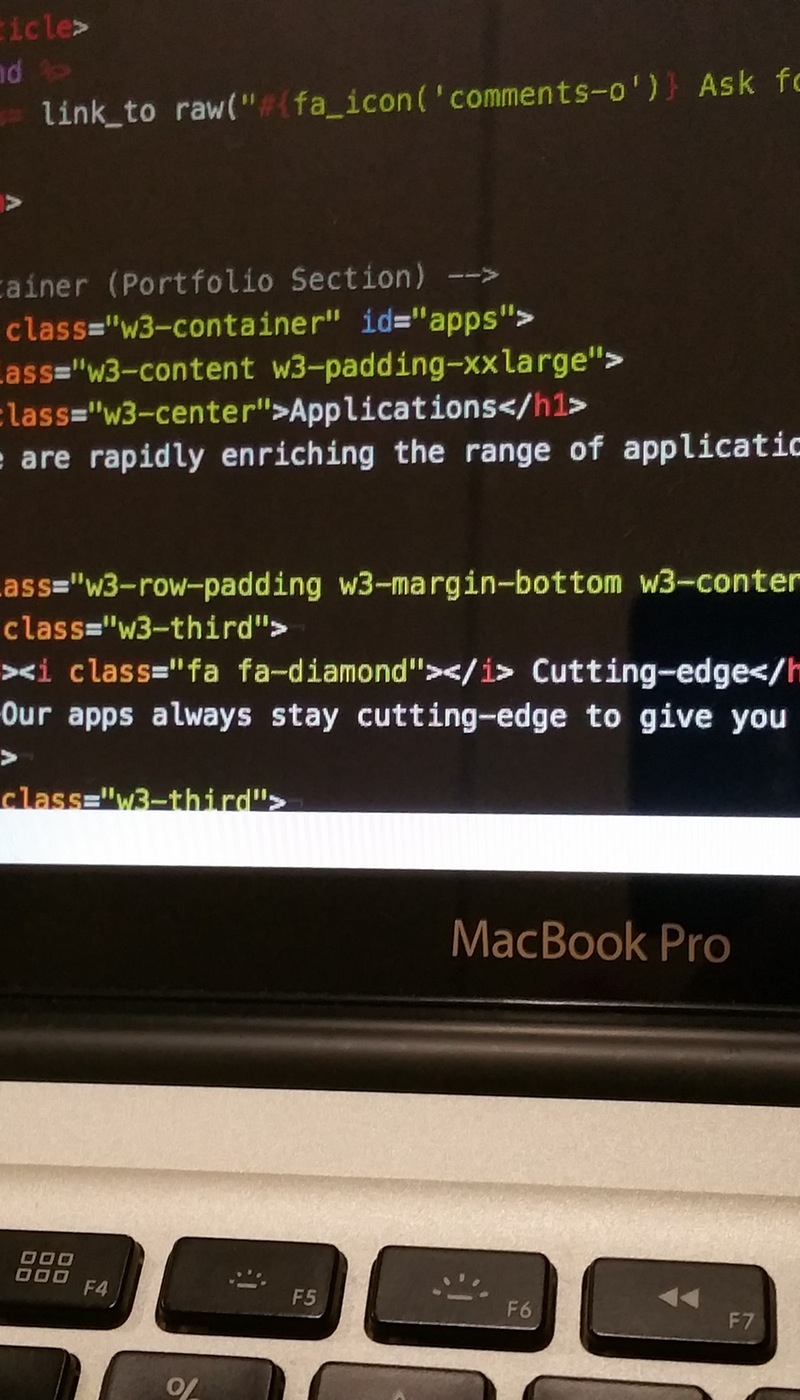 ticle>
nd %>
= link_to raw("#{fa_icon('comments-o')} Ask fo
>
tainer (Portfolio Section) -->
class="w3-container" id="apps">
lass="w3-content w3-padding-xxlarge">
class="w3-center">Applications</h1>
e are rapidly enriching the range of applicatio
lass="w3-row-padding w3-margin-bottom w3-conten
class="w3-third">
><i class="fa fa-diamond"></i> Cutting-edge</h
Our apps always stay cutting-edge to give you
>
class="w3-third">
MacBook Pro
F4 F5 F6 F7
%